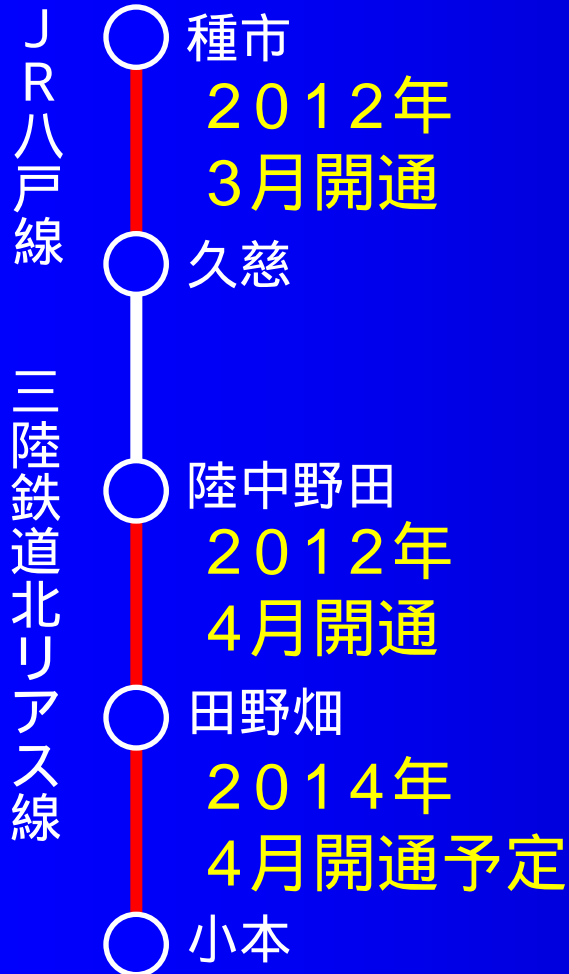 JR八戸線
種市
2012年
3月開通
久慈
三陸鉄道北リアス線
陸中野田
2012年
4月開通
田野畑
2014年
4月開通予定
小本